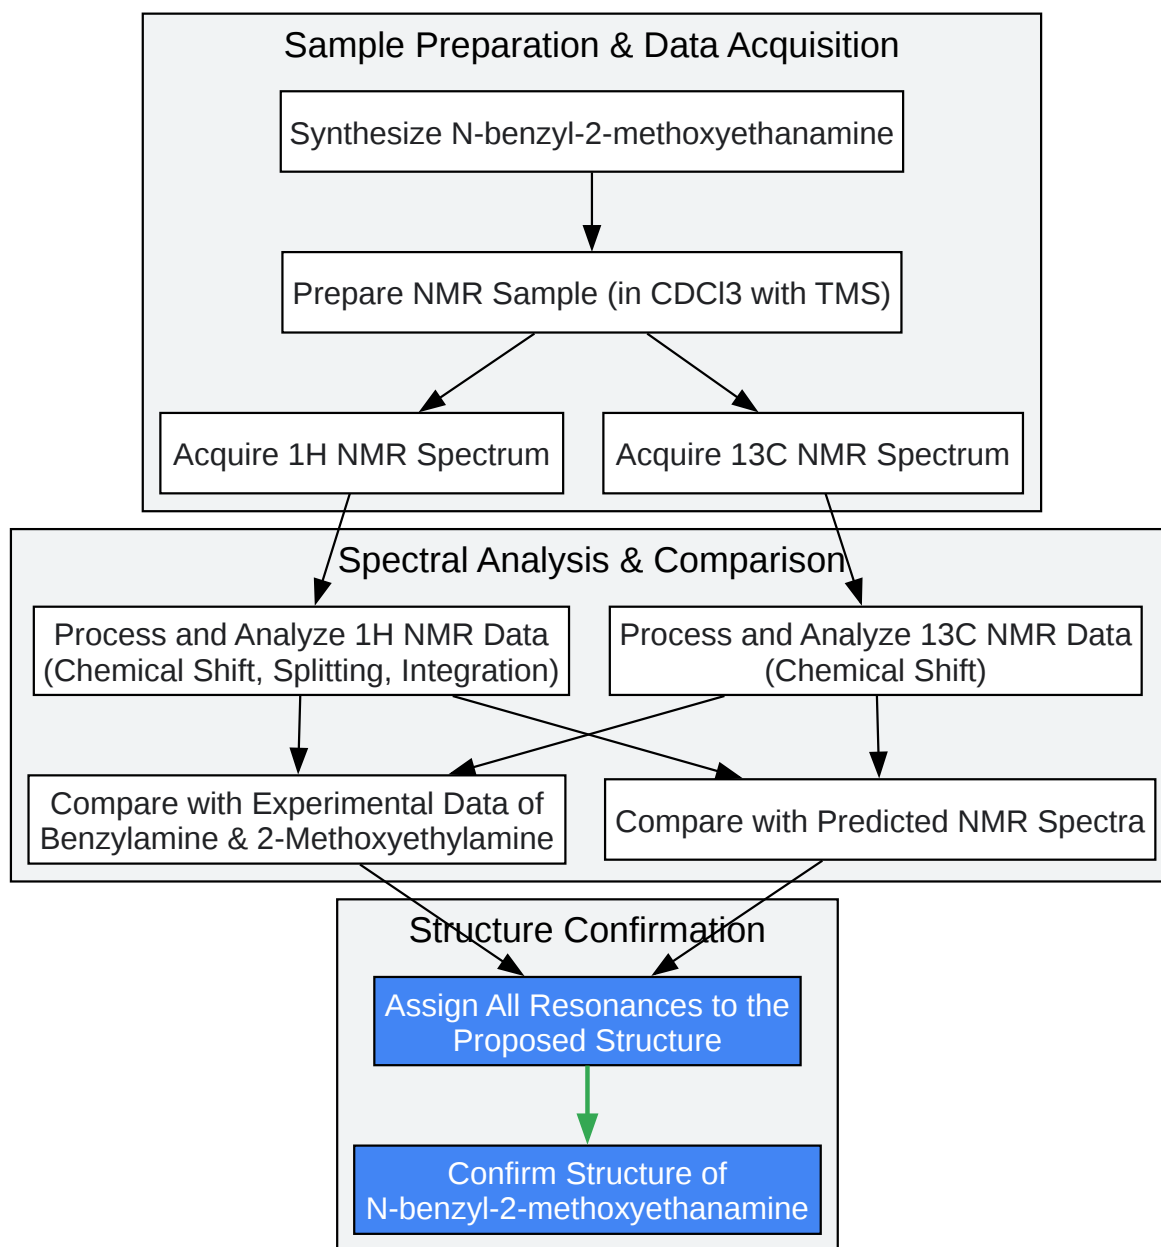 Sample Preparation & Data Acquisition
Synthesize N-benzyl-2-methoxyethanamine
Prepare NMR Sample (in CDCl3 with TMS)
Acquire 1H NMR Spectrum
Acquire 13C NMR Spectrum
Spectral Analysis & Comparison
Process and Analyze 1H NMR Data
(Chemical Shift, Splitting, Integration)
Process and Analyze 13C NMR Data
(Chemical Shift)
Compare with Experimental Data of
Benzylamine & 2-Methoxyethylamine
Compare with Predicted NMR Spectra
Structure Confirmation
Assign All Resonances to the
Proposed Structure
Confirm Structure of
N-benzyl-2-methoxyethanamine